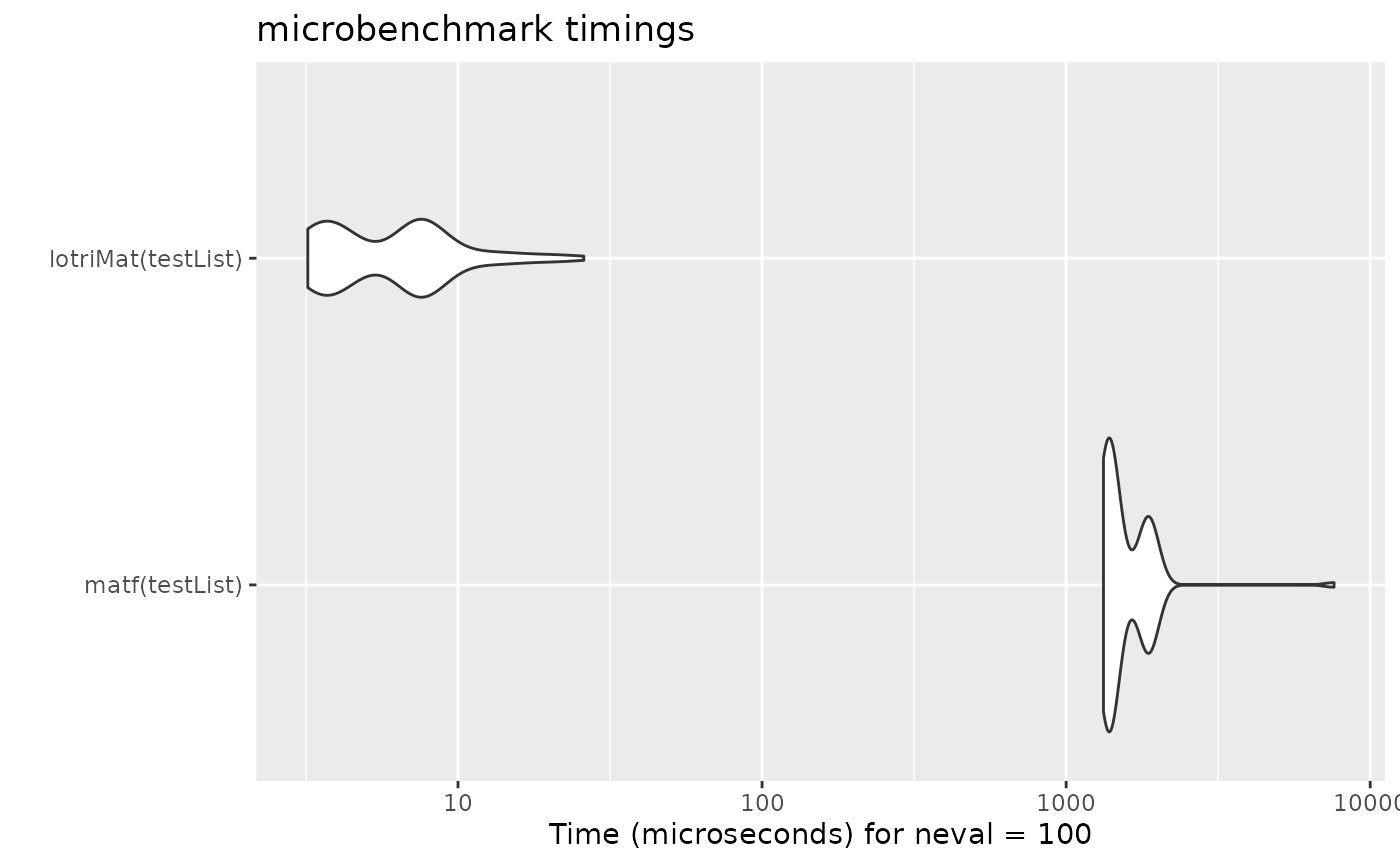 microbenchmark timings
lotriMat(testList)
matf(testList)
10 100 1000 10000
Time (microseconds) for neval = 100